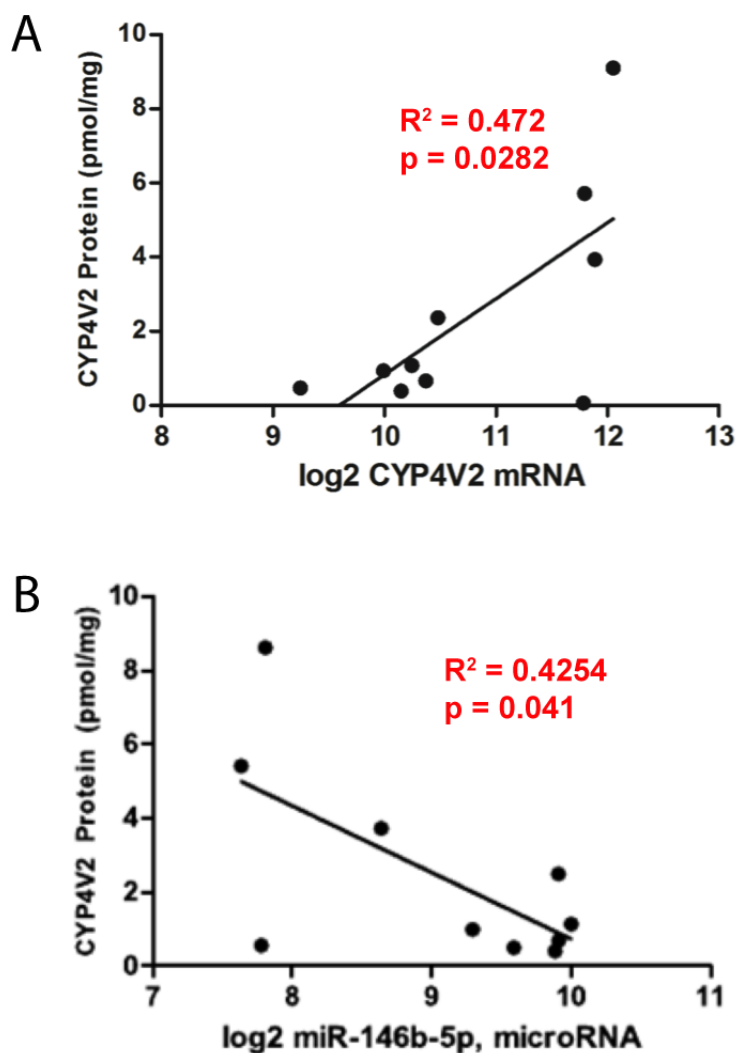 A
CYP4V2 Protein (pmol/mg)
10
8
6
4
2
0
R² = 0.472
p = 0.0282
8 9 10 11 12 13
log2 CYP4V2 mRNA
B
CYP4V2 Protein (pmol/mg)
10
8
6
4
2
0
R² = 0.4254
p = 0.041
7 8 9 10 11
log2 miR-146b-5p, microRNA